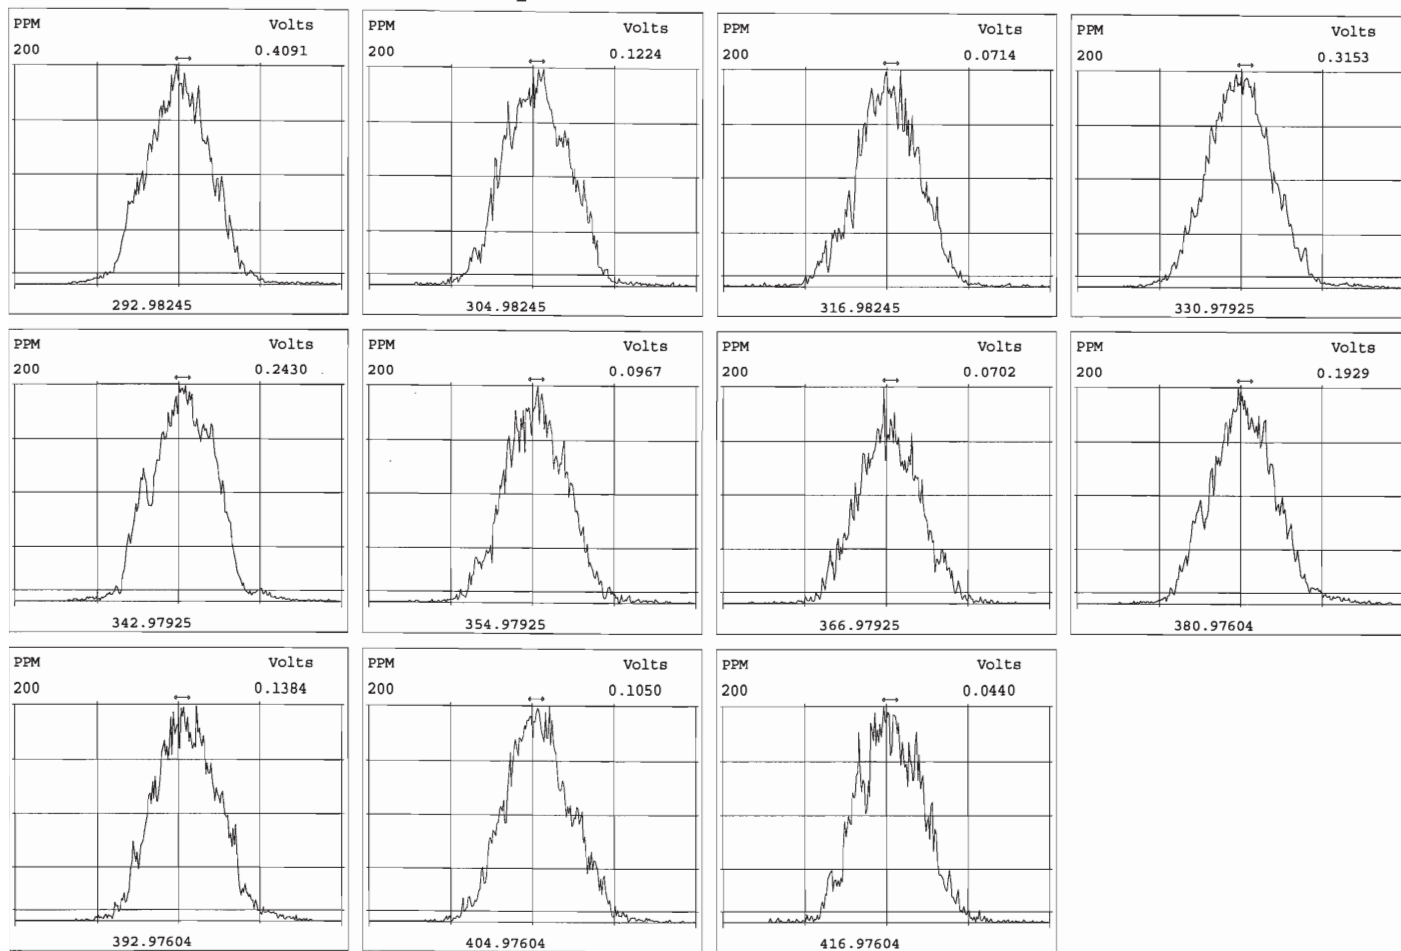 PPM Volts
200 0.4091
292.98245
PPM Volts
200 0.1224
304.98245
PPM Volts
200 0.0714
316.98245
PPM Volts
200 0.3153
330.97925
PPM Volts
200 0.2430
342.97925
PPM Volts
200 0.0967
354.97925
PPM Volts
200 0.0702
366.97925
PPM Volts
200 0.1929
380.97604
PPM Volts
200 0.1384
392.97604
PPM Volts
200 0.1050
404.97604
PPM Volts
200 0.0440
416.97604